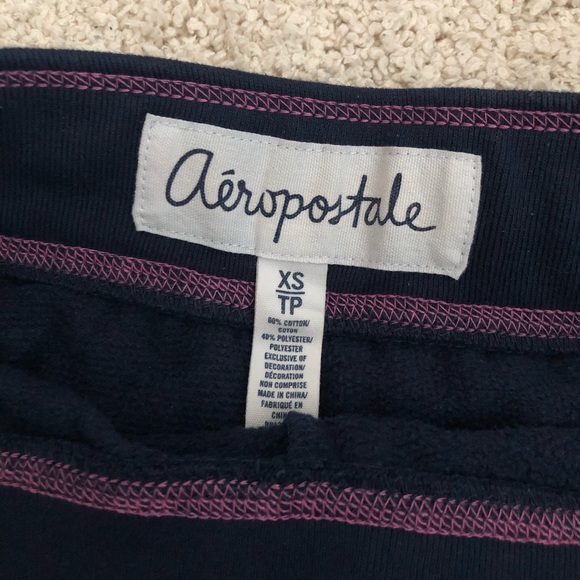 aéropostale
XS
TP
60% COTTON/
COTON
40% POLYESTER/
POLYESTER
EXCLUSIVE OF
DECORATION/
DÉCORATION
NON COMPRISE
MADE IN CHINA/
FABRIQUÉ EN